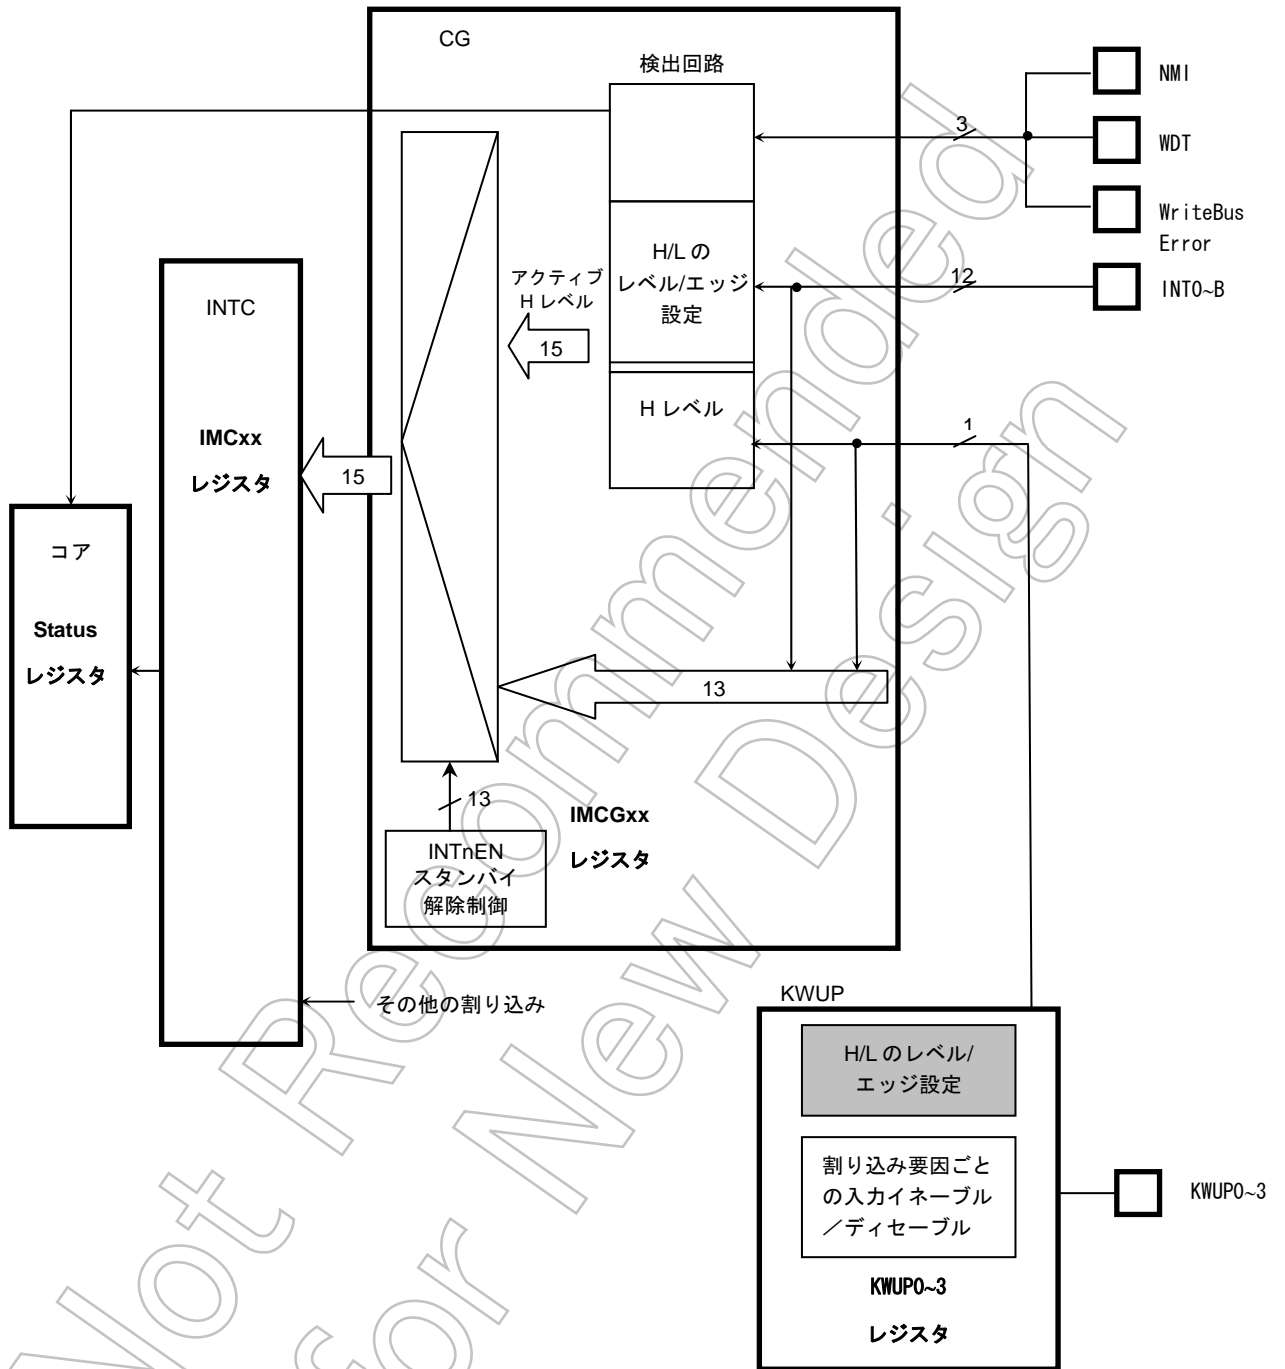 CG
検出回路
NMI
3
WDT
WriteBus
Error
H/L の
レベル/エッジ
設定
12
INT0~B
アクティブ
H レベル
15
INTC
H レベル
1
IMCxx
レジスタ
15
コア
Status
レジスタ
13
13
IMCGxx
レジスタ
INTnEN
スタンバイ
解除制御
その他の割り込み
KWUP
H/L のレベル/
エッジ設定
割り込み要因ごと
の入力イネーブル
／ディセーブル
KWUP0~3
KWUP0~3
レジスタ
Not Recommended
for New Design